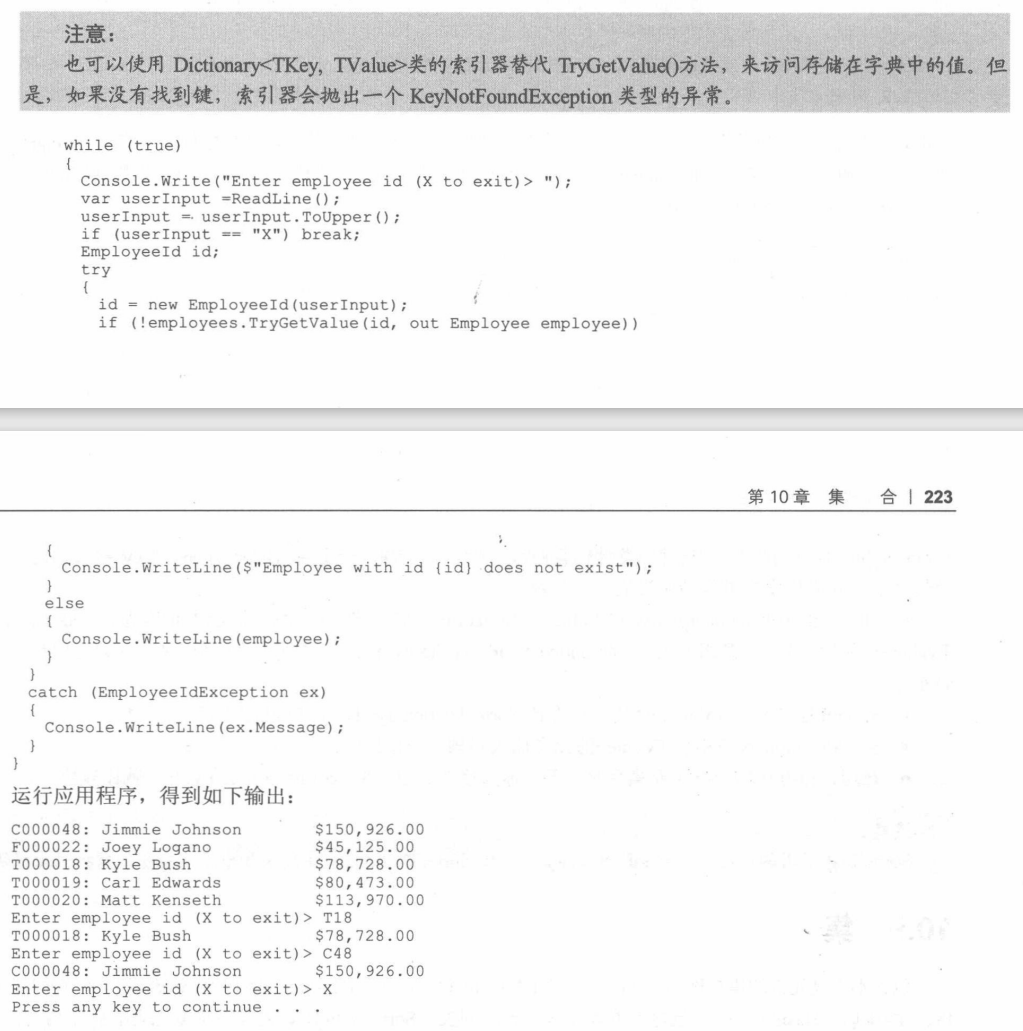 注意:
也可以使用 Dictionary<TKey, TValue>类的索引器替代 TryGetValue()方法，来访问存储在字典中的值。但
是，如果没有找到键，索引器会抛出一个 KeyNotFoundException 类型的异常。
while (true)
{
Console.Write("Enter employee id (X to exit)> ");
var userInput =ReadLine();
userInput = userInput.ToUpper();
if (userInput == "X") break;
EmployeeId id;
try
{
id = new EmployeeId(userInput);
if (!employees.TryGetValue(id, out Employee employee))
第 10 章 集 合 | 223
{
Console.WriteLine($"Employee with id {id} does not exist");
}
else
{
Console.WriteLine(employee);
}
}
catch (EmployeeIdException ex)
{
Console.WriteLine(ex.Message);
}
}
运行应用程序，得到如下输出:
C000048: Jimmie Johnson $150,926.00
F000022: Joey Logano $45,125.00
T000018: Kyle Bush $78,728.00
T000019: Carl Edwards $80,473.00
T000020: Matt Kenseth $113,970.00
Enter employee id (X to exit)> T18
T000018: Kyle Bush $78,728.00
Enter employee id (X to exit)> C48
C000048: Jimmie Johnson $150,926.00
Enter employee id (X to exit)> X
Press any key to continue . . .